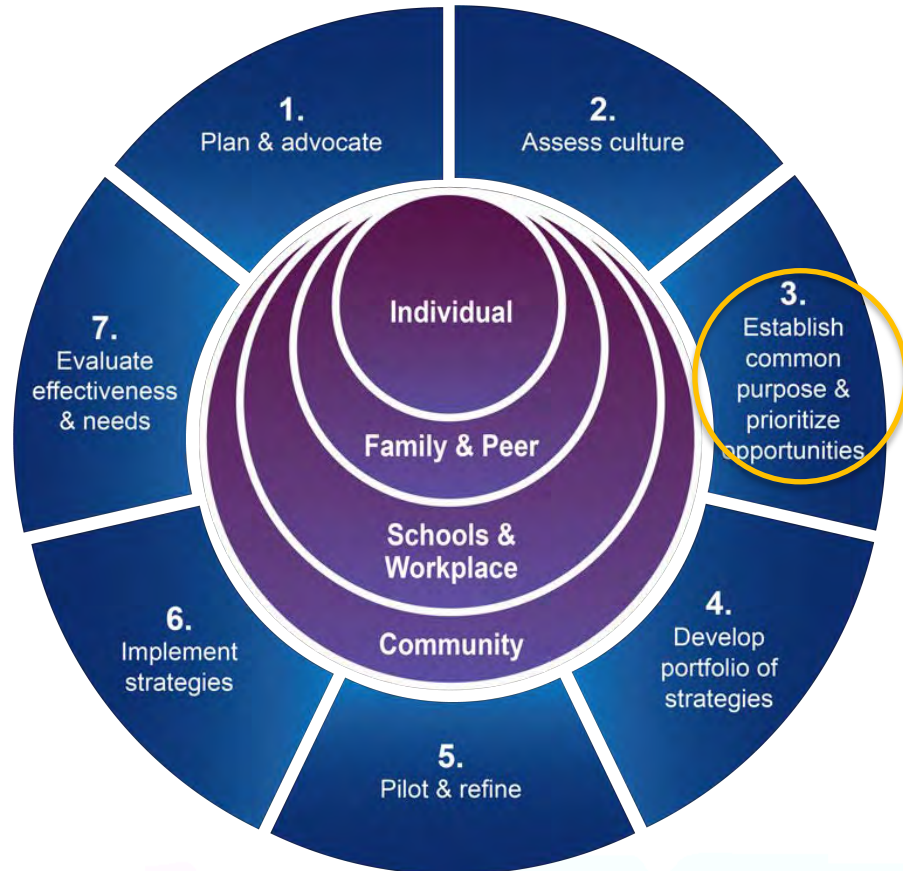 1.
Plan & advocate
2.
Assess culture
3.
Establish
common
purpose &
prioritize
opportunities
4.
Develop
portfolio of
strategies
5.
Pilot & refine
6.
Implement
strategies
7.
Evaluate
effectiveness
& needs
Individual
Family & Peer
Schools &
Workplace
Community